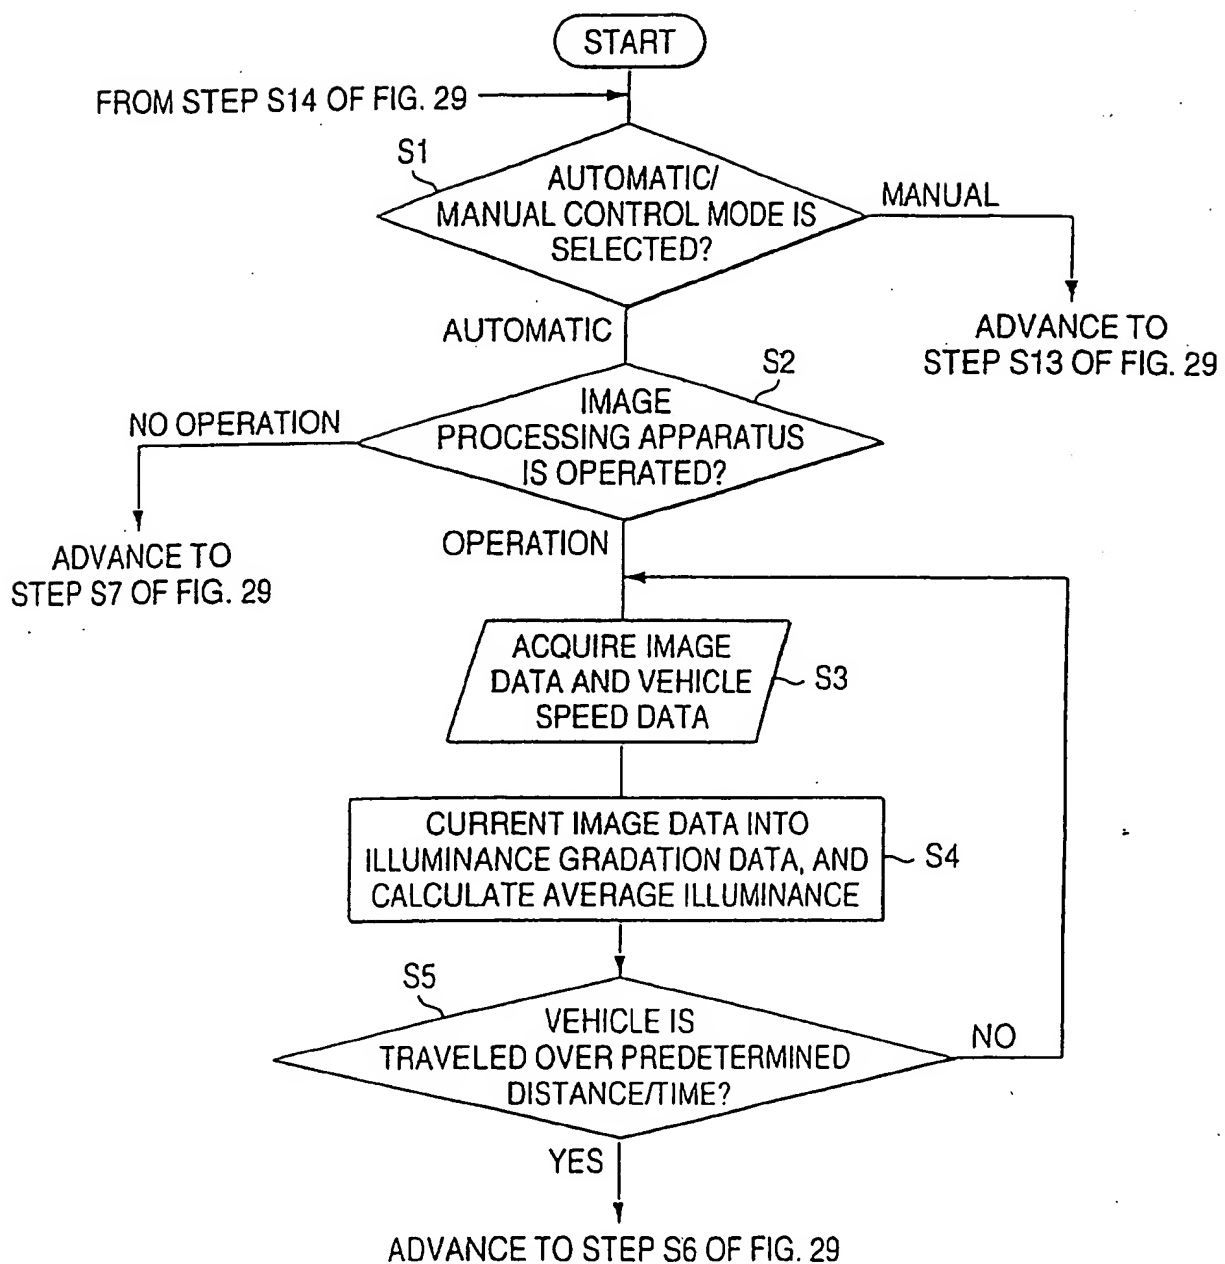 START
FROM STEP S14 OF FIG. 29
S1
AUTOMATIC/
MANUAL CONTROL MODE IS
SELECTED?
MANUAL
AUTOMATIC
ADVANCE TO
STEP S13 OF FIG. 29
S2
IMAGE
PROCESSING APPARATUS
IS OPERATED?
NO OPERATION
OPERATION
ADVANCE TO
STEP S7 OF FIG. 29
ACQUIRE IMAGE
DATA AND VEHICLE
SPEED DATA
S3
CURRENT IMAGE DATA INTO
ILLUMINANCE GRADATION DATA, AND
CALCULATE AVERAGE ILLUMINANCE
S4
S5
VEHICLE IS
TRAVELED OVER PREDETERMINED
DISTANCE/TIME?
NO
YES
ADVANCE TO STEP S6 OF FIG. 29